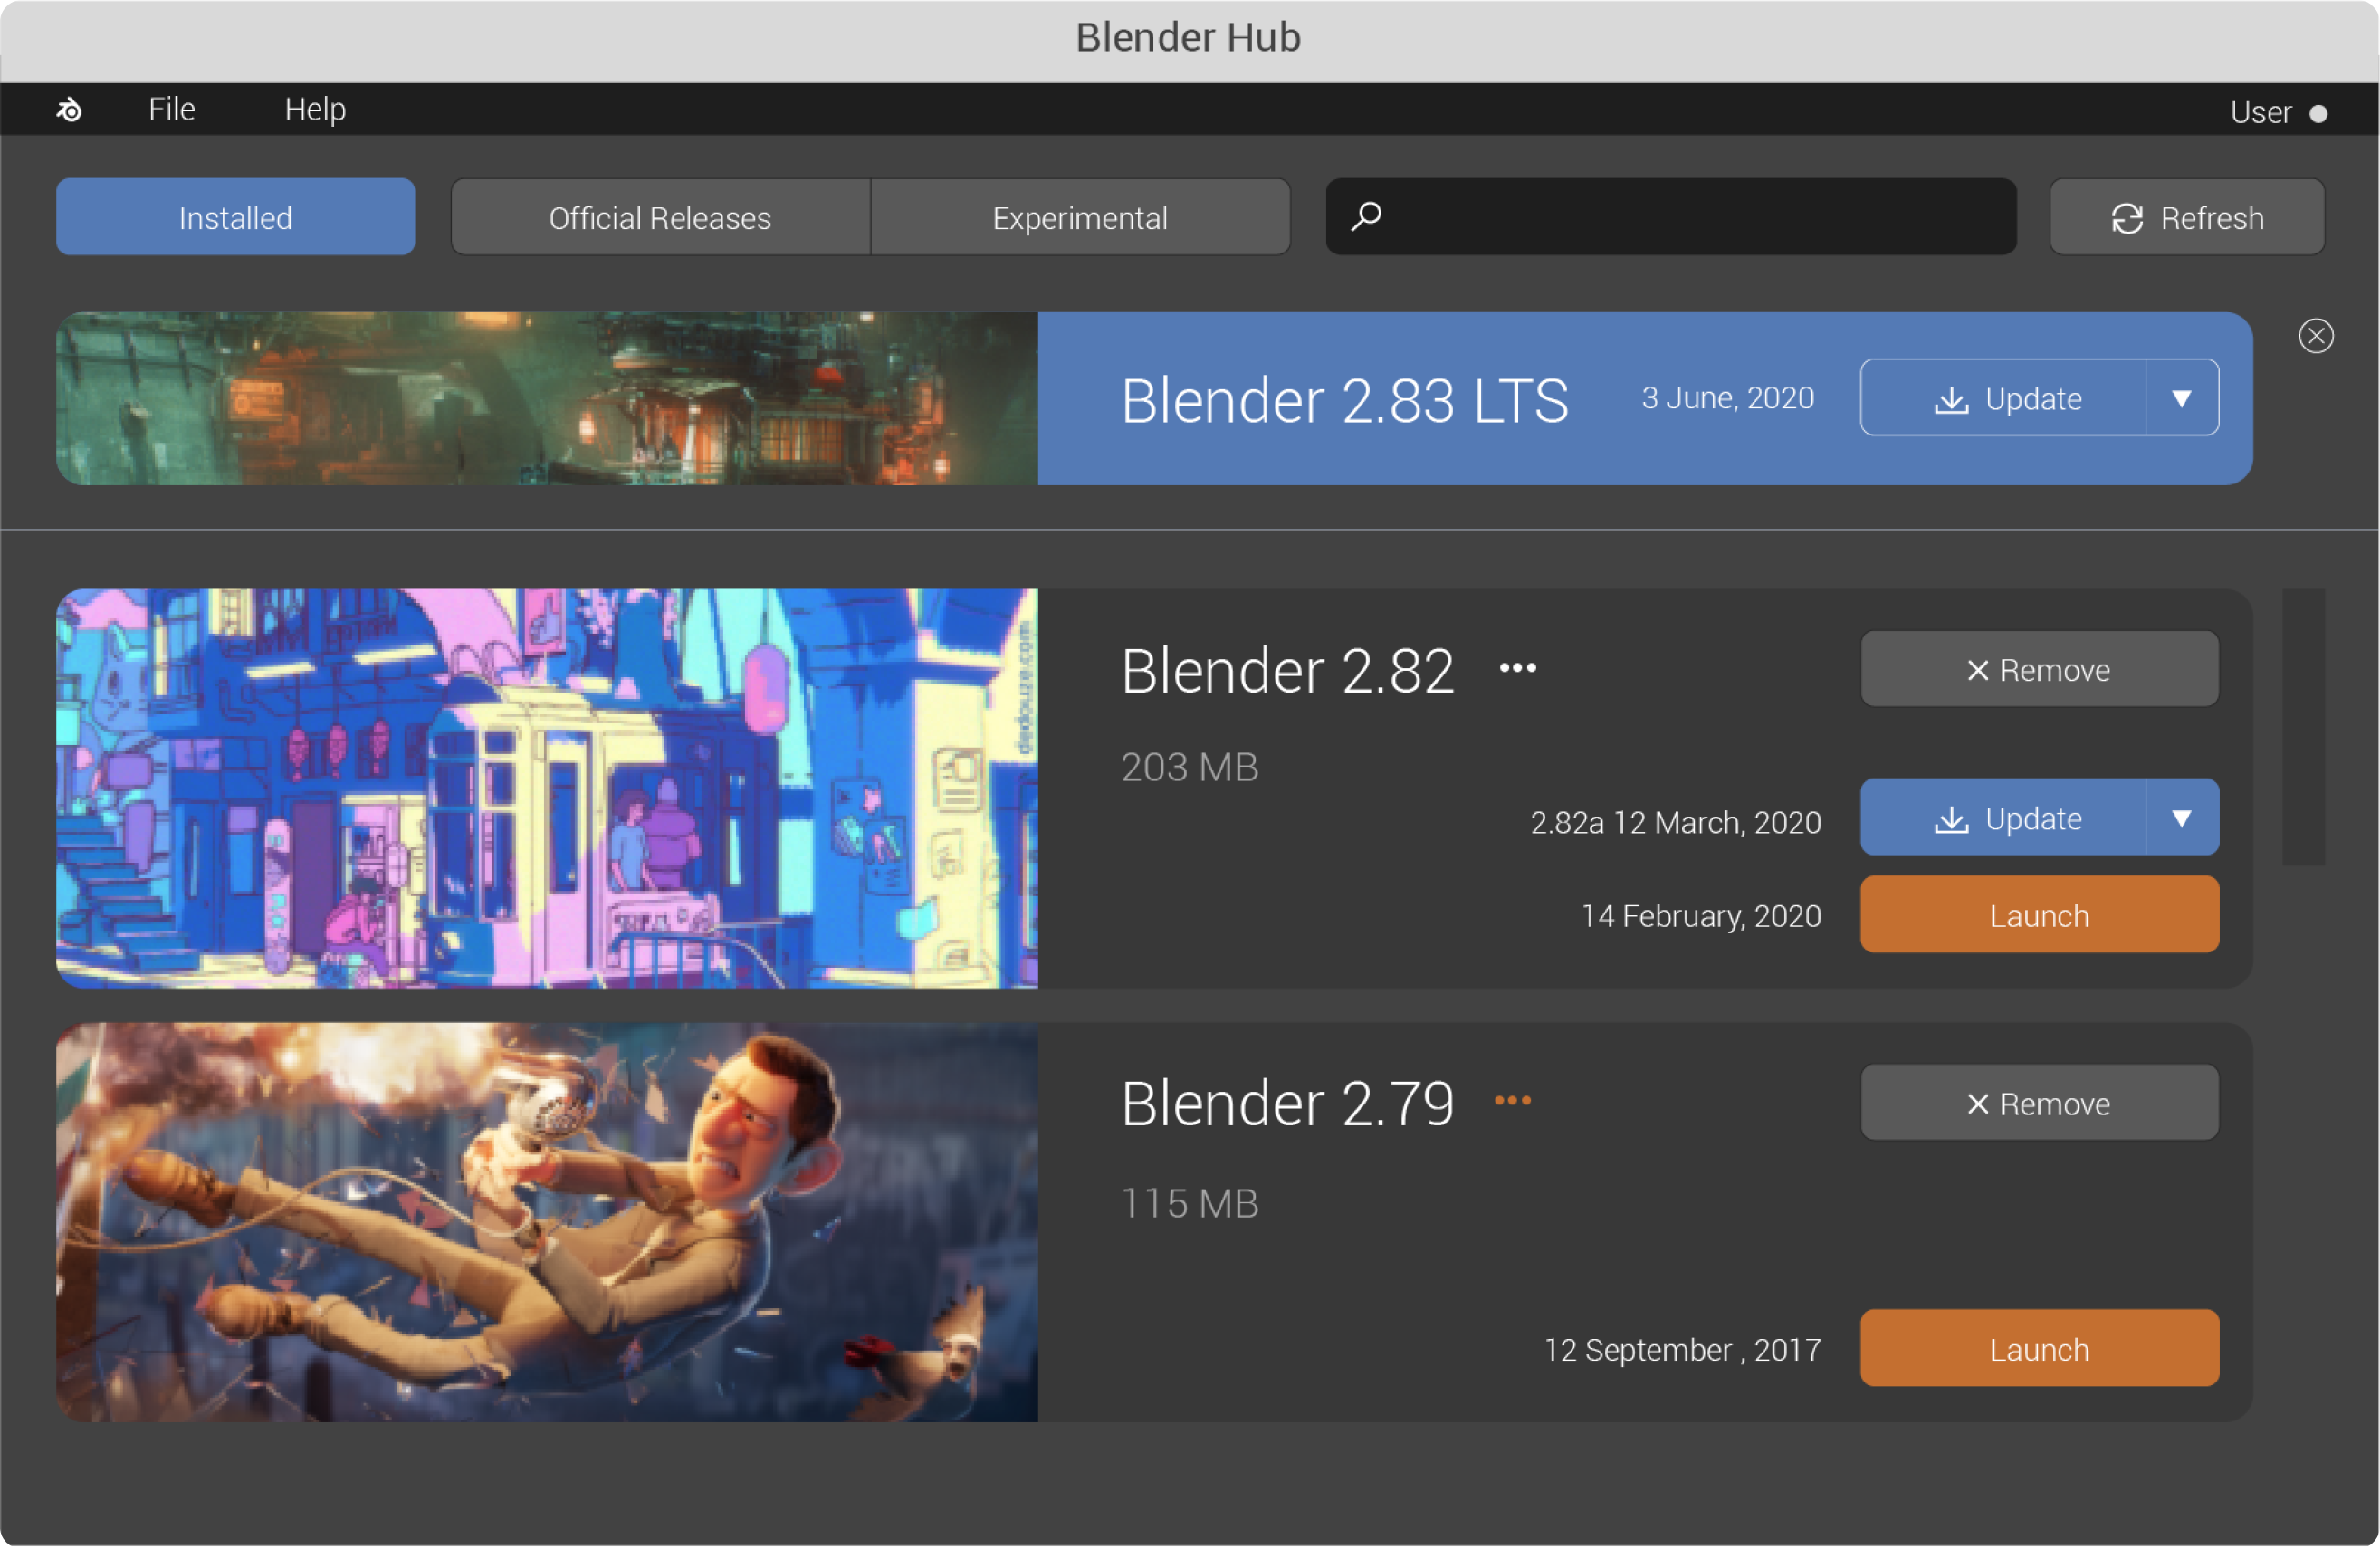 Blender Hub
File Help User
Installed Official Releases Experimental Refresh
Blender 2.83 LTS 3 June, 2020 Update
dedouze.com
Blender 2.82 ••• × Remove
203 MB
2.82a 12 March, 2020 Update
14 February, 2020 Launch
Blender 2.79 ••• × Remove
115 MB
12 September , 2017 Launch